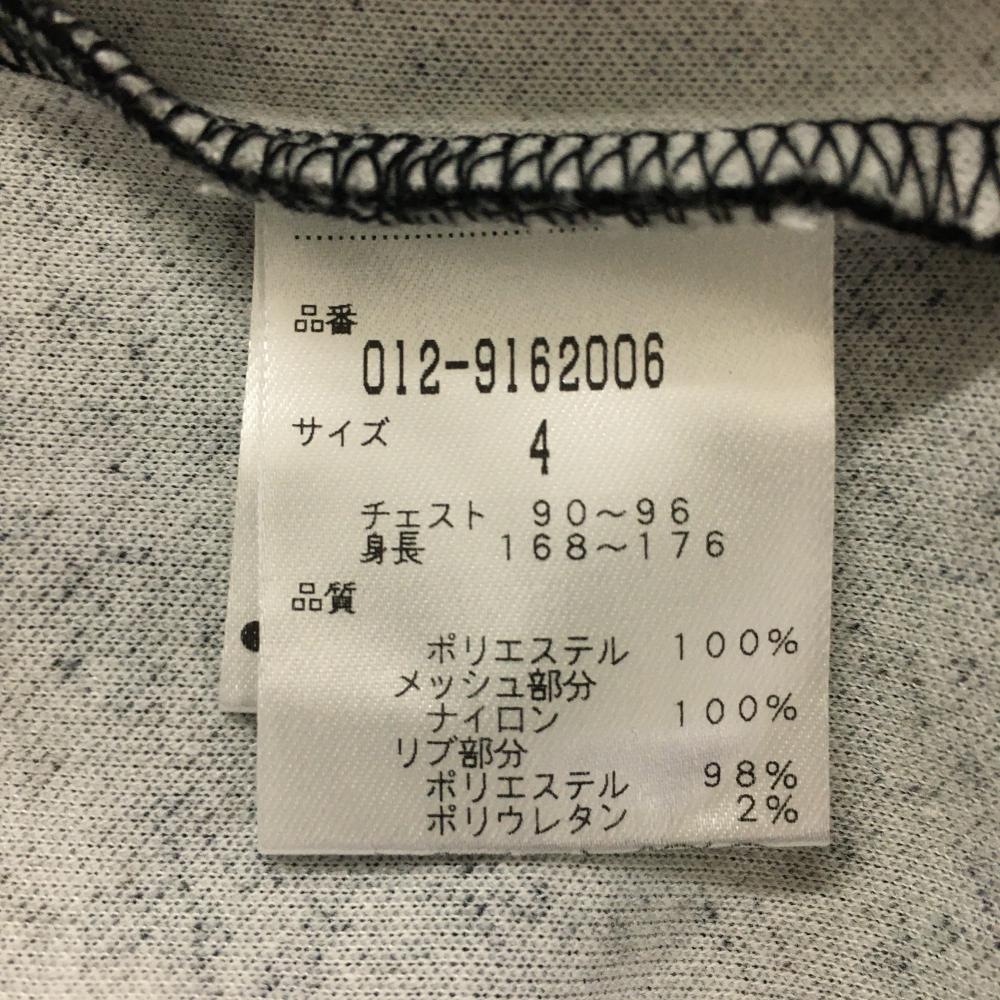 品番
012-9162006
サイズ 4
チェスト 90～96
身長 168～176
品質
ポリエステル 100%
メッシュ部分
ナイロン 100%
リブ部分
ポリエステル 98%
ポリウレタン 2%